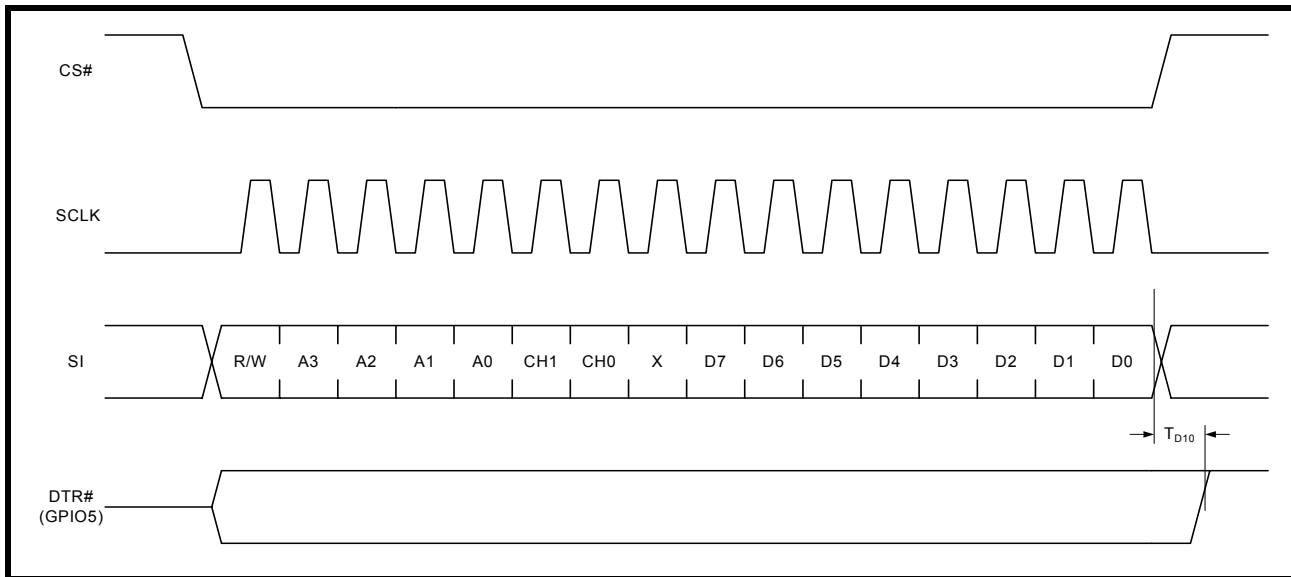 CS#
SCLK
SI
R/W A3 A2 A1 A0 CH1 CH0 X D7 D6 D5 D4 D3 D2 D1 D0
TD10
DTR#
(GPIO5)